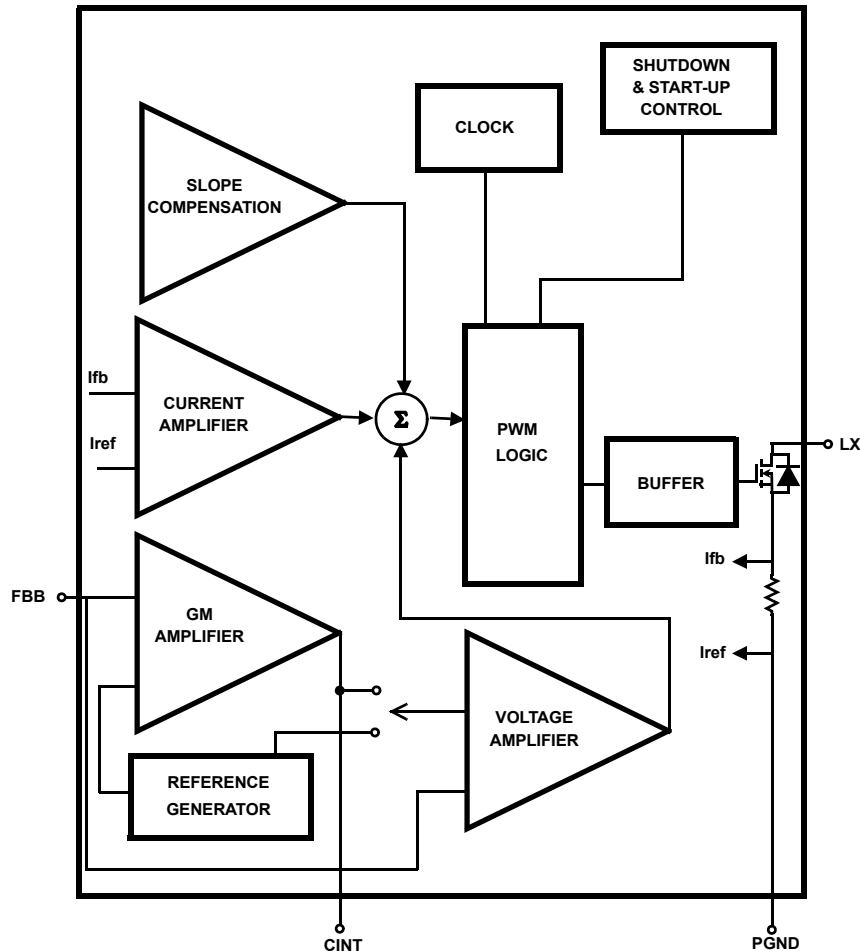 SHUTDOWN
& START-UP
CONTROL
CLOCK
SLOPE
COMPENSATION
Ifb
CURRENT
AMPLIFIER
Iref
Σ
PWM
LOGIC
BUFFER
LX
Ifb
Iref
FBB
GM
AMPLIFIER
VOLTAGE
AMPLIFIER
REFERENCE
GENERATOR
CINT
PGND